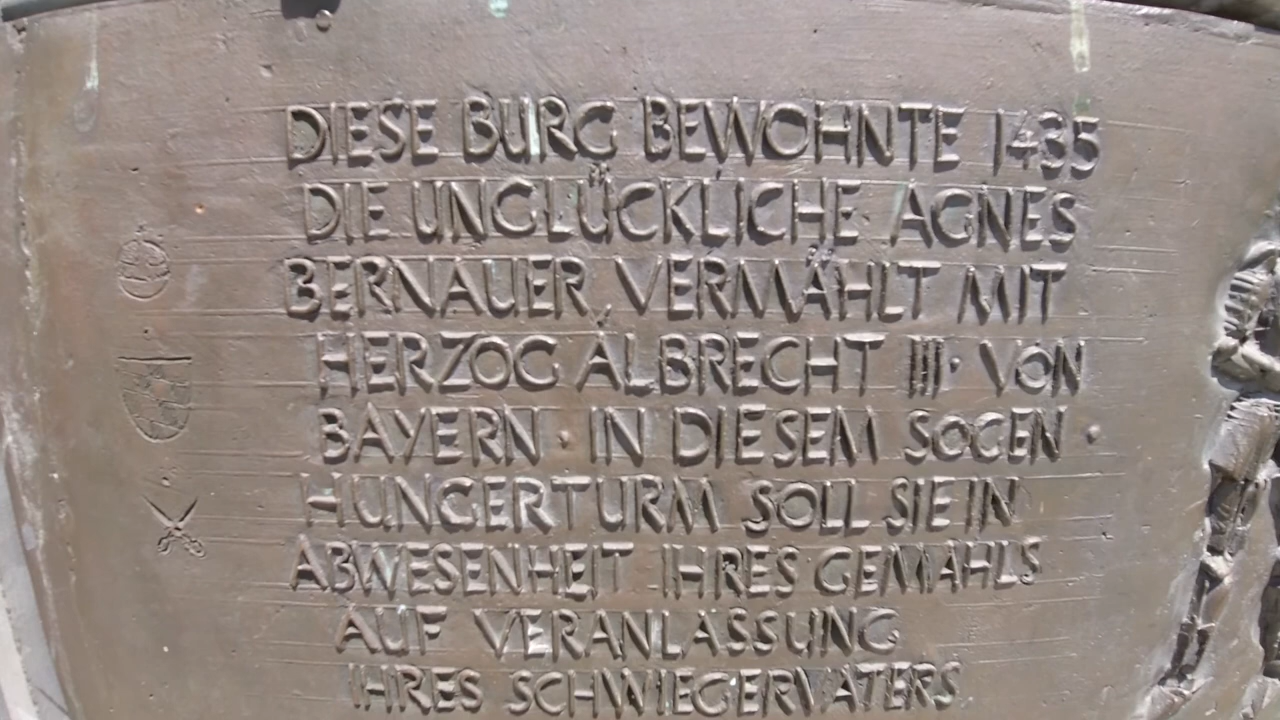 DIESE BURG BEWOHNTE 1435
DIE UNGLÜCKLICHE AGNES
BERNAUER VERMÄHLT MIT
HERZOG ALBRECHT III· VON
BAYERN · IN DIESEM SOGEN ·
HUNGERTURM SOLL SIE IN
ABWESENHEIT IHRES GEMAHLS
AUF VERANLASSUNG
IHRES SCHWIEGERVATERS